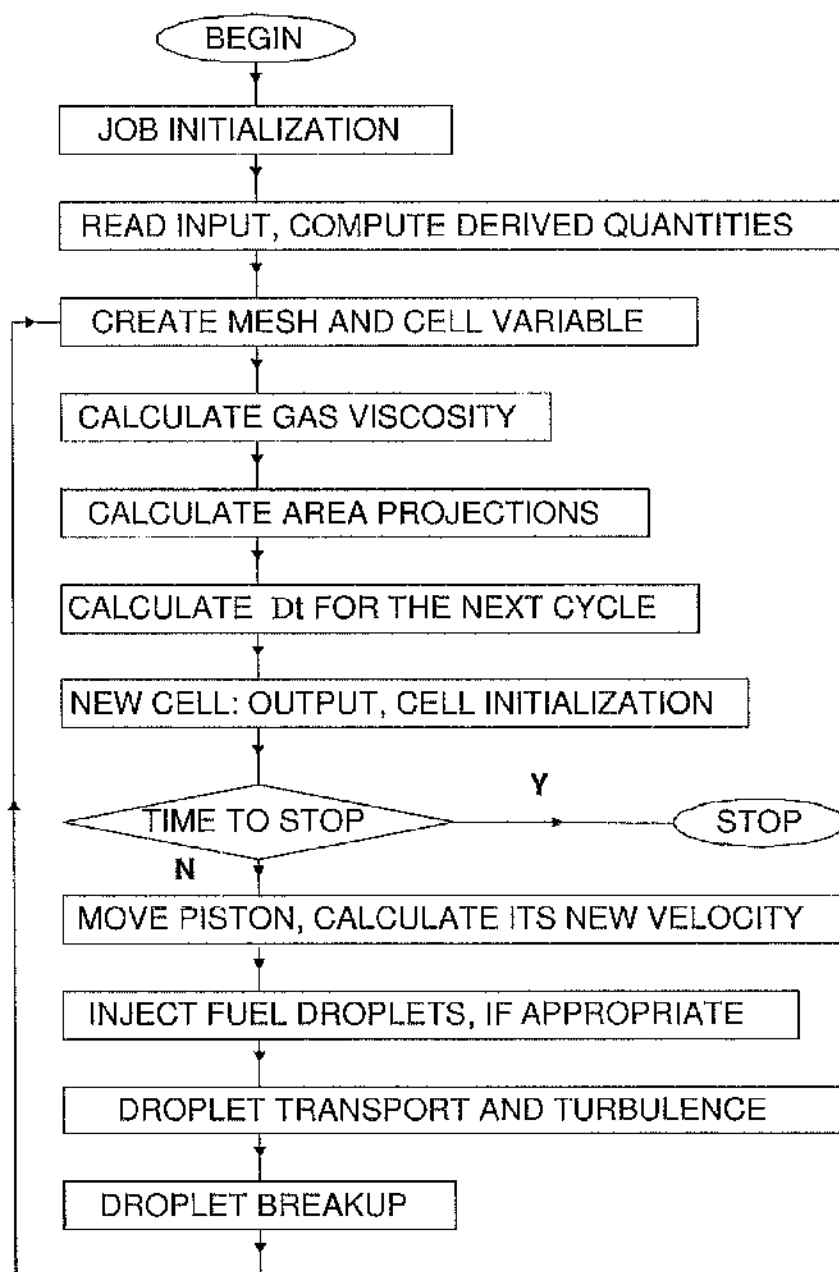 BEGIN
JOB INITIALIZATION
READ INPUT, COMPUTE DERIVED QUANTITIES
CREATE MESH AND CELL VARIABLE
CALCULATE GAS VISCOSITY
CALCULATE AREA PROJECTIONS
CALCULATE Dt FOR THE NEXT CYCLE
NEW CELL: OUTPUT, CELL INITIALIZATION
TIME TO STOP
Y
STOP
N
MOVE PISTON, CALCULATE ITS NEW VELOCITY
INJECT FUEL DROPLETS, IF APPROPRIATE
DROPLET TRANSPORT AND TURBULENCE
DROPLET BREAKUP